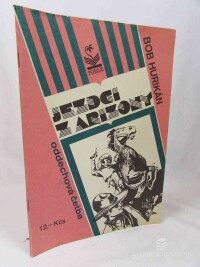 BOB HURIKÁN
JEZDCI
Z ARIZONY
oddechová četba
12,- Kčs